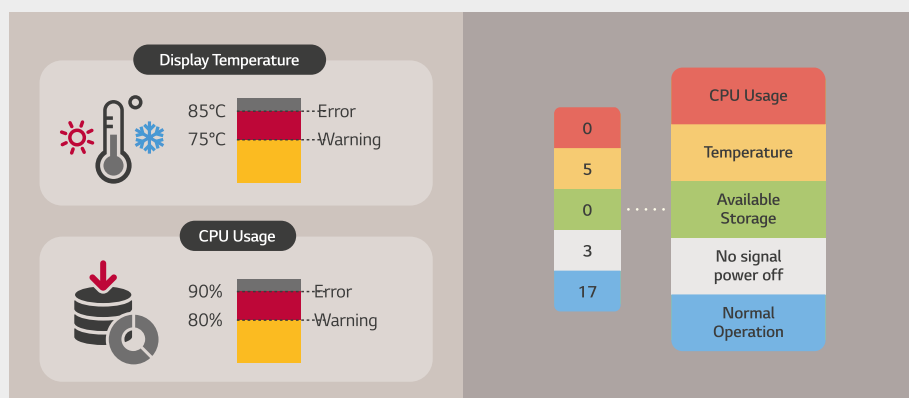 Display Temperature
85°C
Error
75°C
Warning
CPU Usage
90%
Error
80%
Warning
0
5
0
3
17
CPU Usage
Temperature
Available
Storage
No signal
power off
Normal
Operation